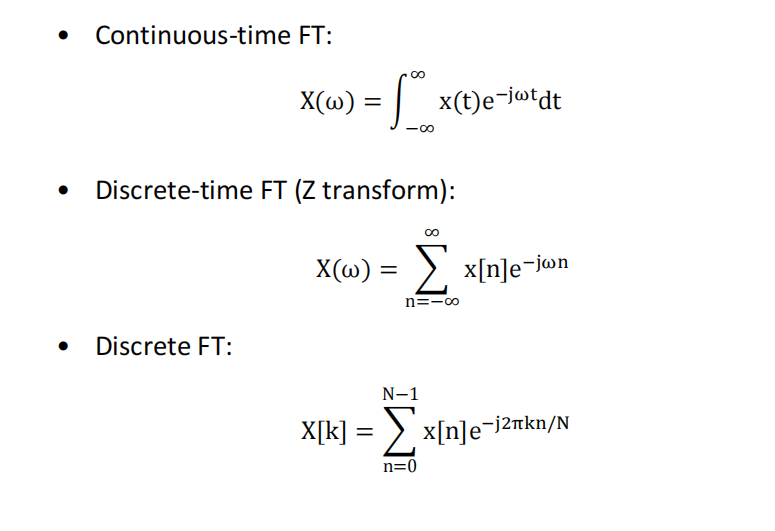 • Continuous-time FT:
X(ω) = ∫_{−∞}^{∞} x(t)e^{−jωt}dt
• Discrete-time FT (Z transform):
X(ω) = ∑_{n=−∞}^{∞} x[n]e^{−jωn}
• Discrete FT:
X[k] = ∑_{n=0}^{N−1} x[n]e^{−j2πkn/N}